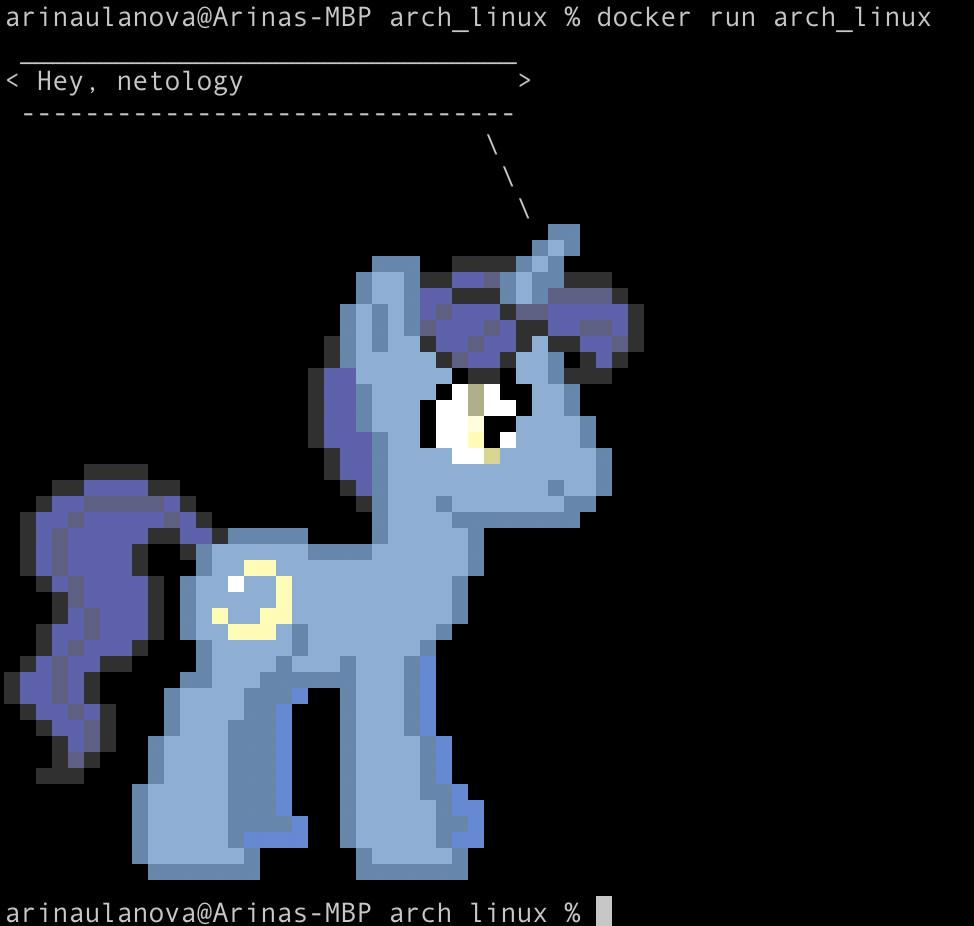 arinaulanova@Arinas-MBP arch_linux % docker run arch_linux
< Hey, netology >
arinaulanova@Arinas-MBP arch_linux %